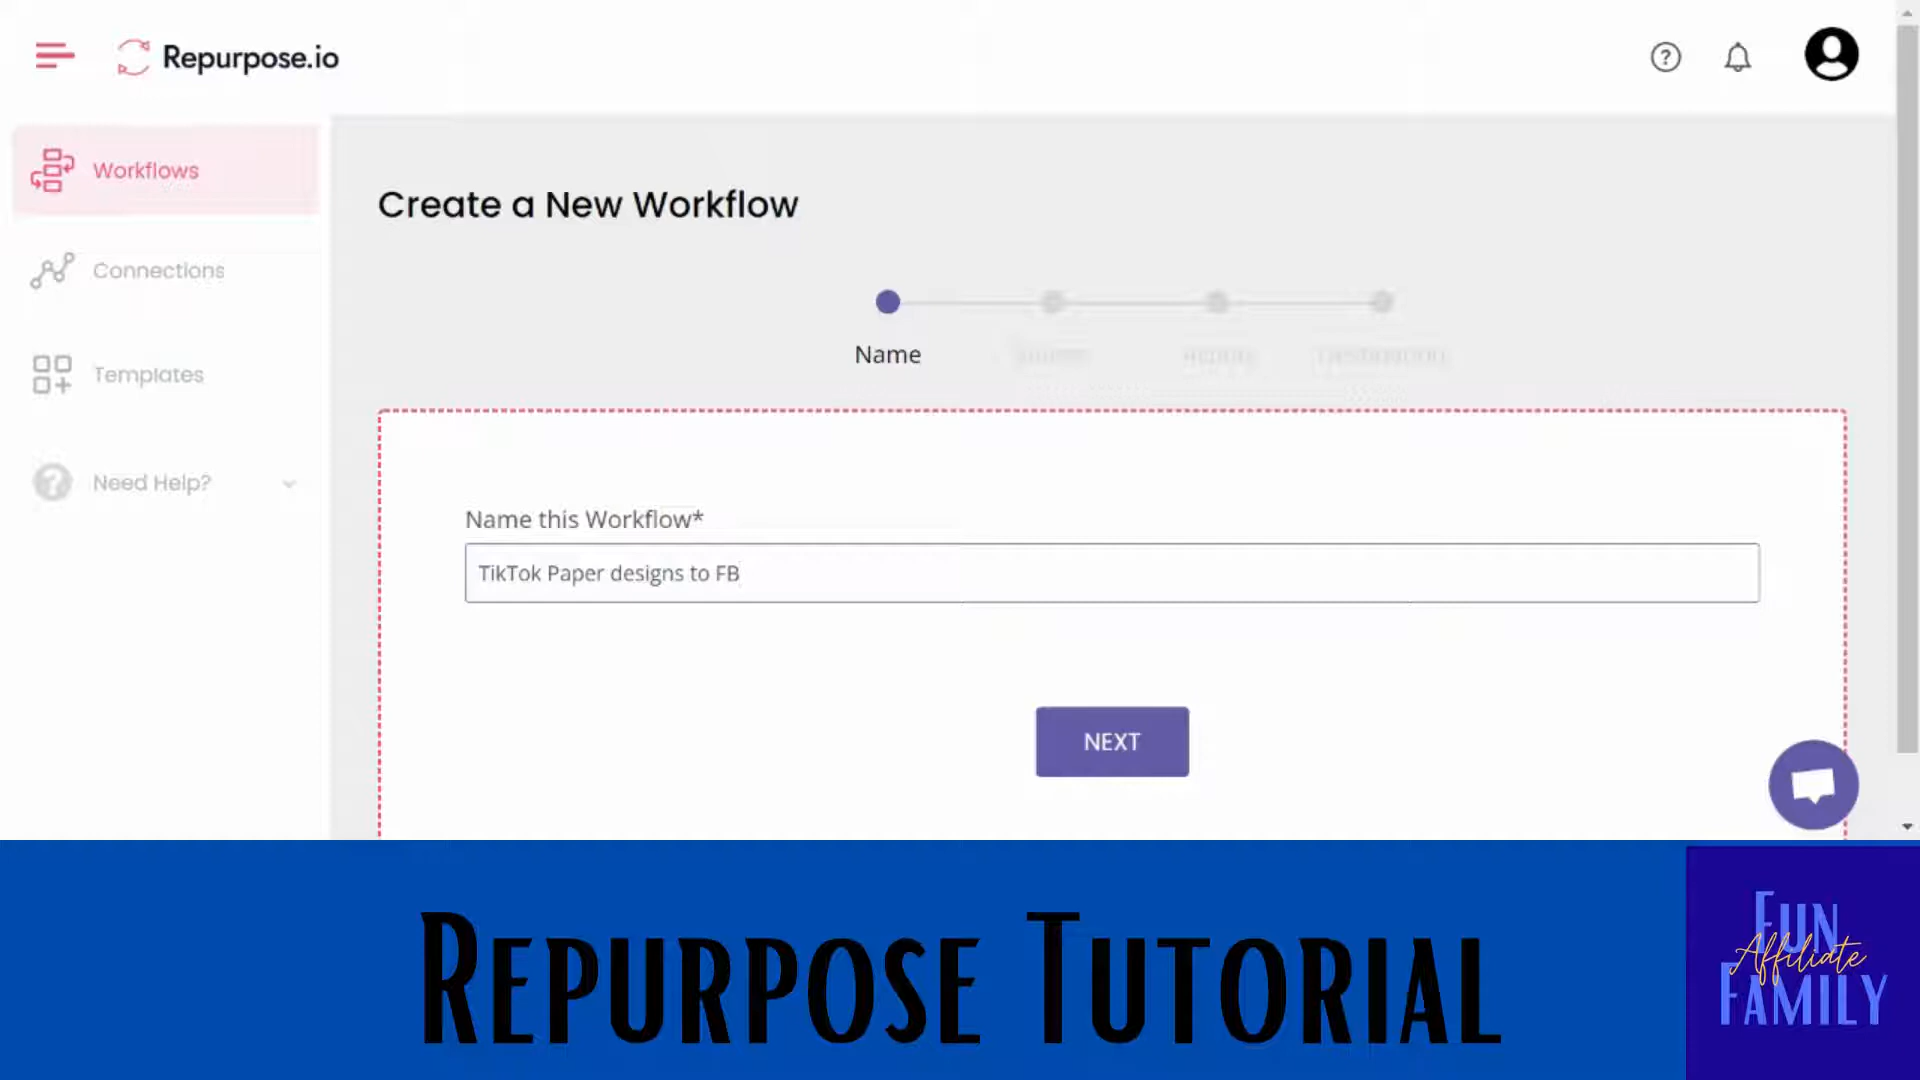 Repurpose.io
Workflows
Connections
Templates
Need Help?
Create a New Workflow
Name
Destination
Name this Workflow*
TikTok Paper designs to FB
NEXT
REPURPOSE TUTORIAL
FUN
Affiliate
FAMILY